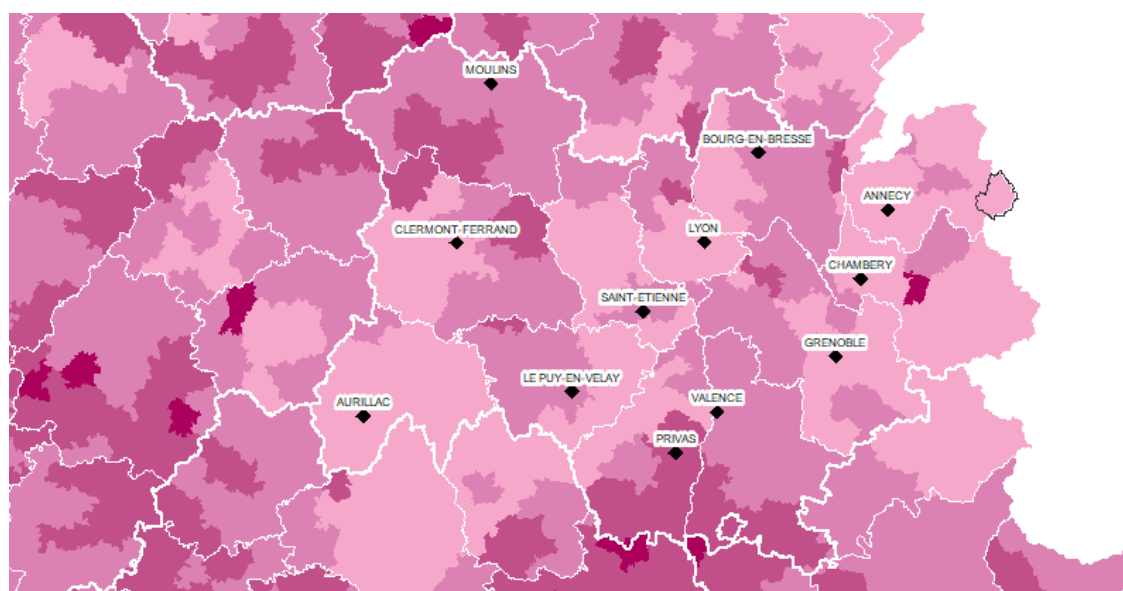 MOULINS
BOURG-EN-BRESSE
ANNECY
CLERMONT-FERRAND
LYON
CHAMBERY
SAINT-ETIENNE
GRENOBLE
LE PUY-EN-VELAY
AURILLAC
VALENCE
PRIVAS